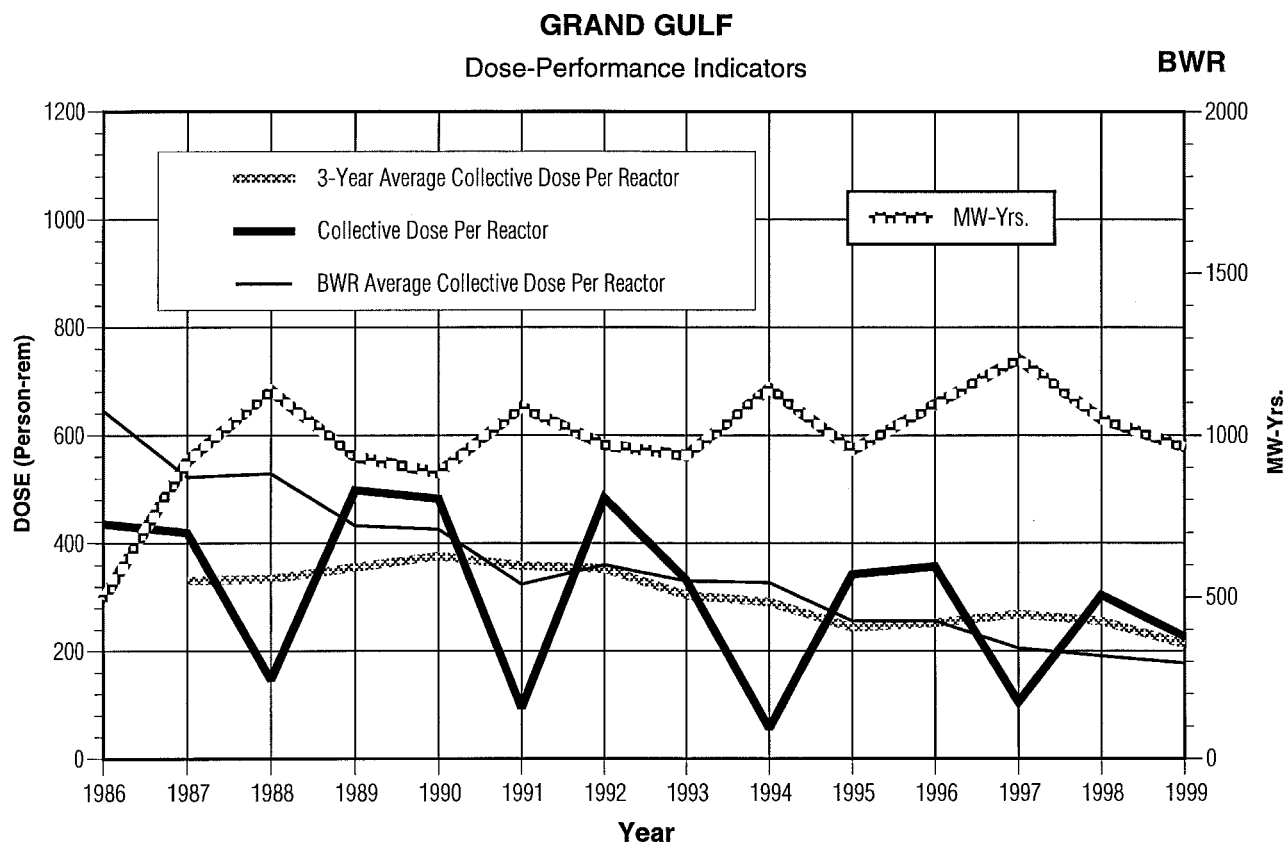 GRAND GULF
Dose-Performance Indicators
BWR
1200
1000
800
600
400
200
0
DOSE (Person-rem)
3-Year Average Collective Dose Per Reactor
Collective Dose Per Reactor
BWR Average Collective Dose Per Reactor
MW-Yrs.
2000
1500
1000
500
0
MW-Yrs.
1986 1987 1988 1989 1990 1991 1992 1993 1994 1995 1996 1997 1998 1999
Year